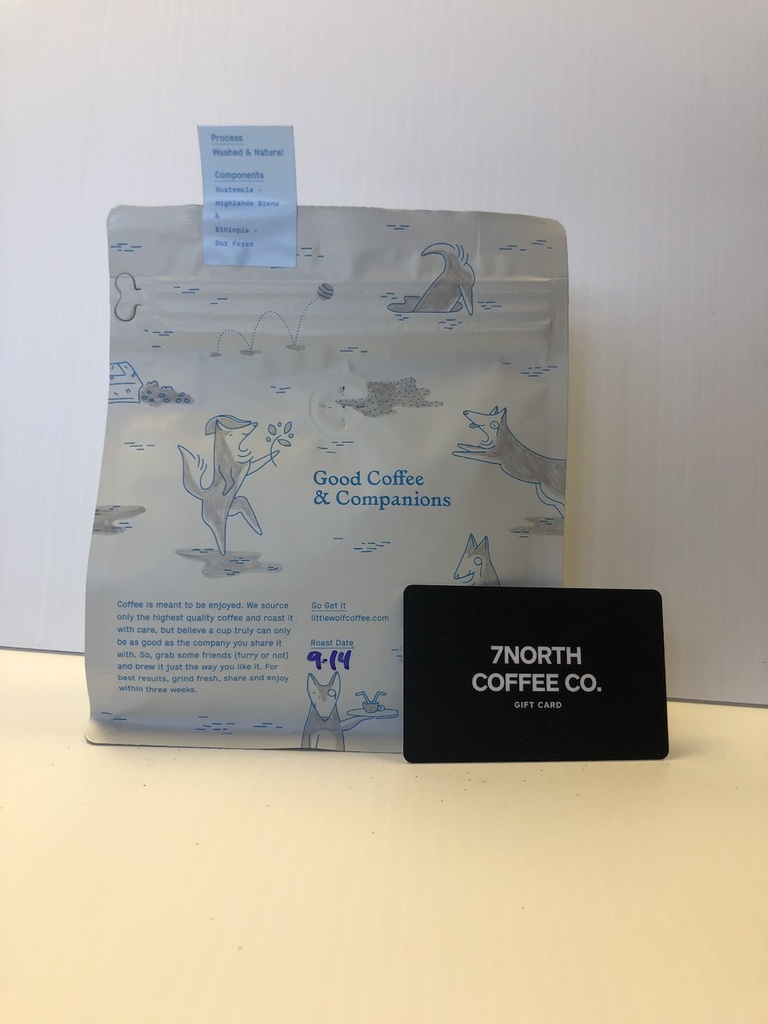 Process
Washed & Natural
Components
Guatemala -
Highlands Blend
&
Ethiopia -
Good Coffee
& Companions
Coffee is meant to be enjoyed. We source
only the highest quality coffee and roast it
with care, but believe a cup truly can only
be as good as the company you share it
with. So, grab some friends (furry or not)
and brew it just the way you like it. For
best results, grind fresh, share and enjoy
within three weeks.
Go Get It
littlewolfcoffee.com
Roast Date
9-14
7NORTH
COFFEE CO.
GIFT CARD